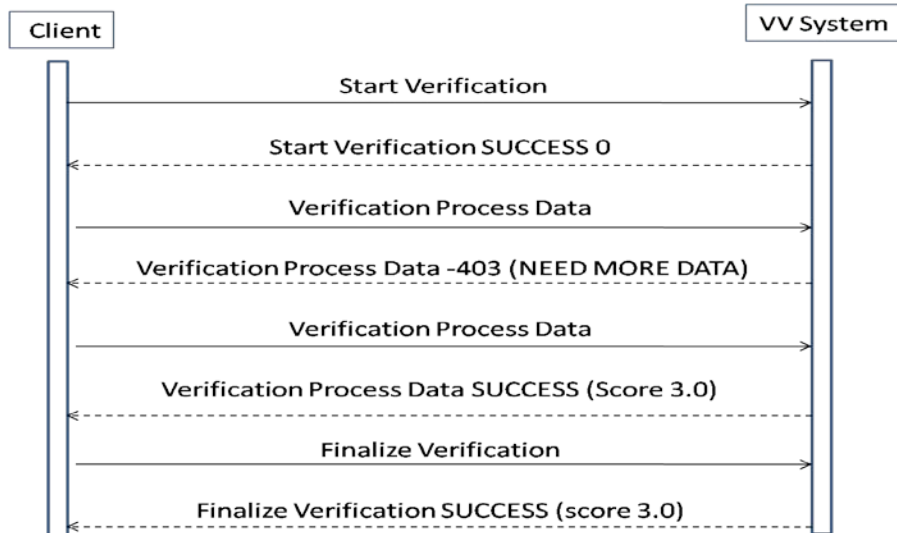 Client
VV System
Start Verification
Start Verification SUCCESS 0
Verification Process Data
Verification Process Data -403 (NEED MORE DATA)
Verification Process Data
Verification Process Data SUCCESS (Score 3.0)
Finalize Verification
Finalize Verification SUCCESS (score 3.0)